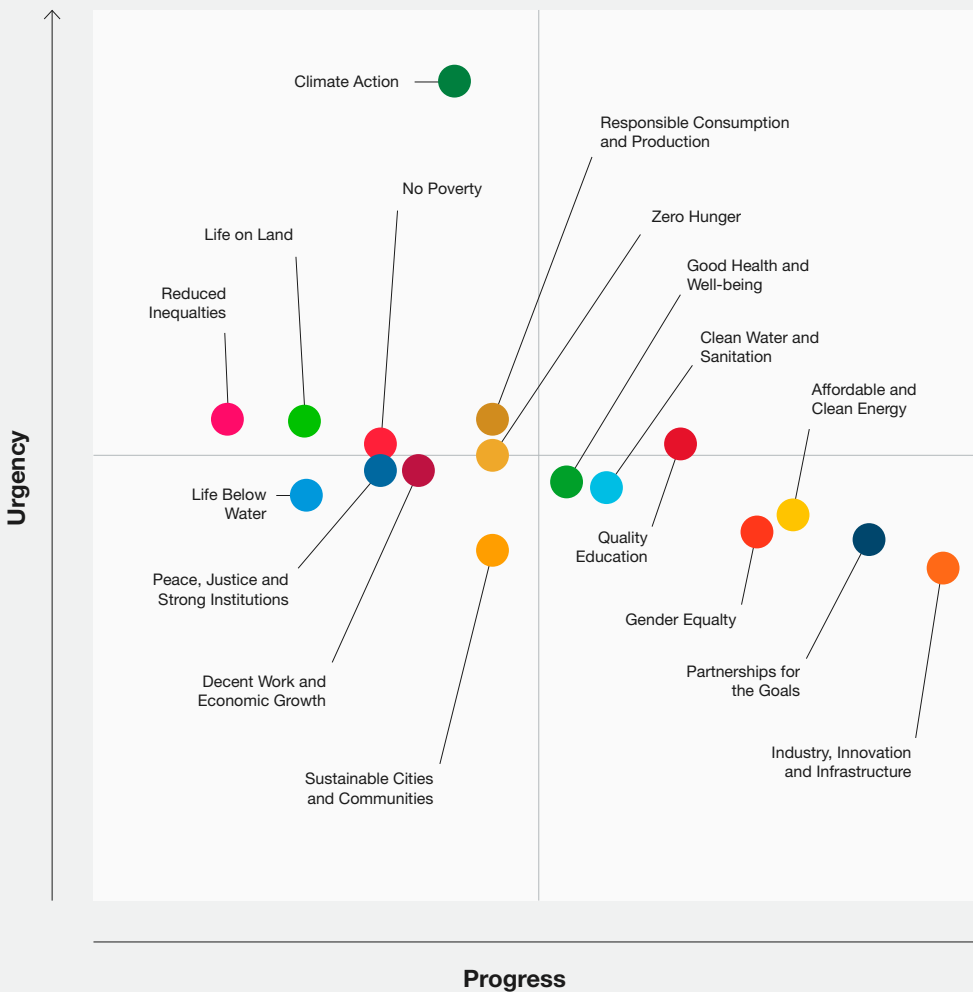 Climate Action
Responsible Consumption
and Production
No Poverty
Zero Hunger
Life on Land
Good Health and
Well-being
Reduced
Inequalties
Clean Water and
Sanitation
Affordable and
Clean Energy
Urgency
Life Below
Water
Quality
Education
Peace, Justice and
Strong Institutions
Gender Equalty
Partnerships for
the Goals
Decent Work and
Economic Growth
Industry, Innovation
and Infrastructure
Sustainable Cities
and Communities
Progress